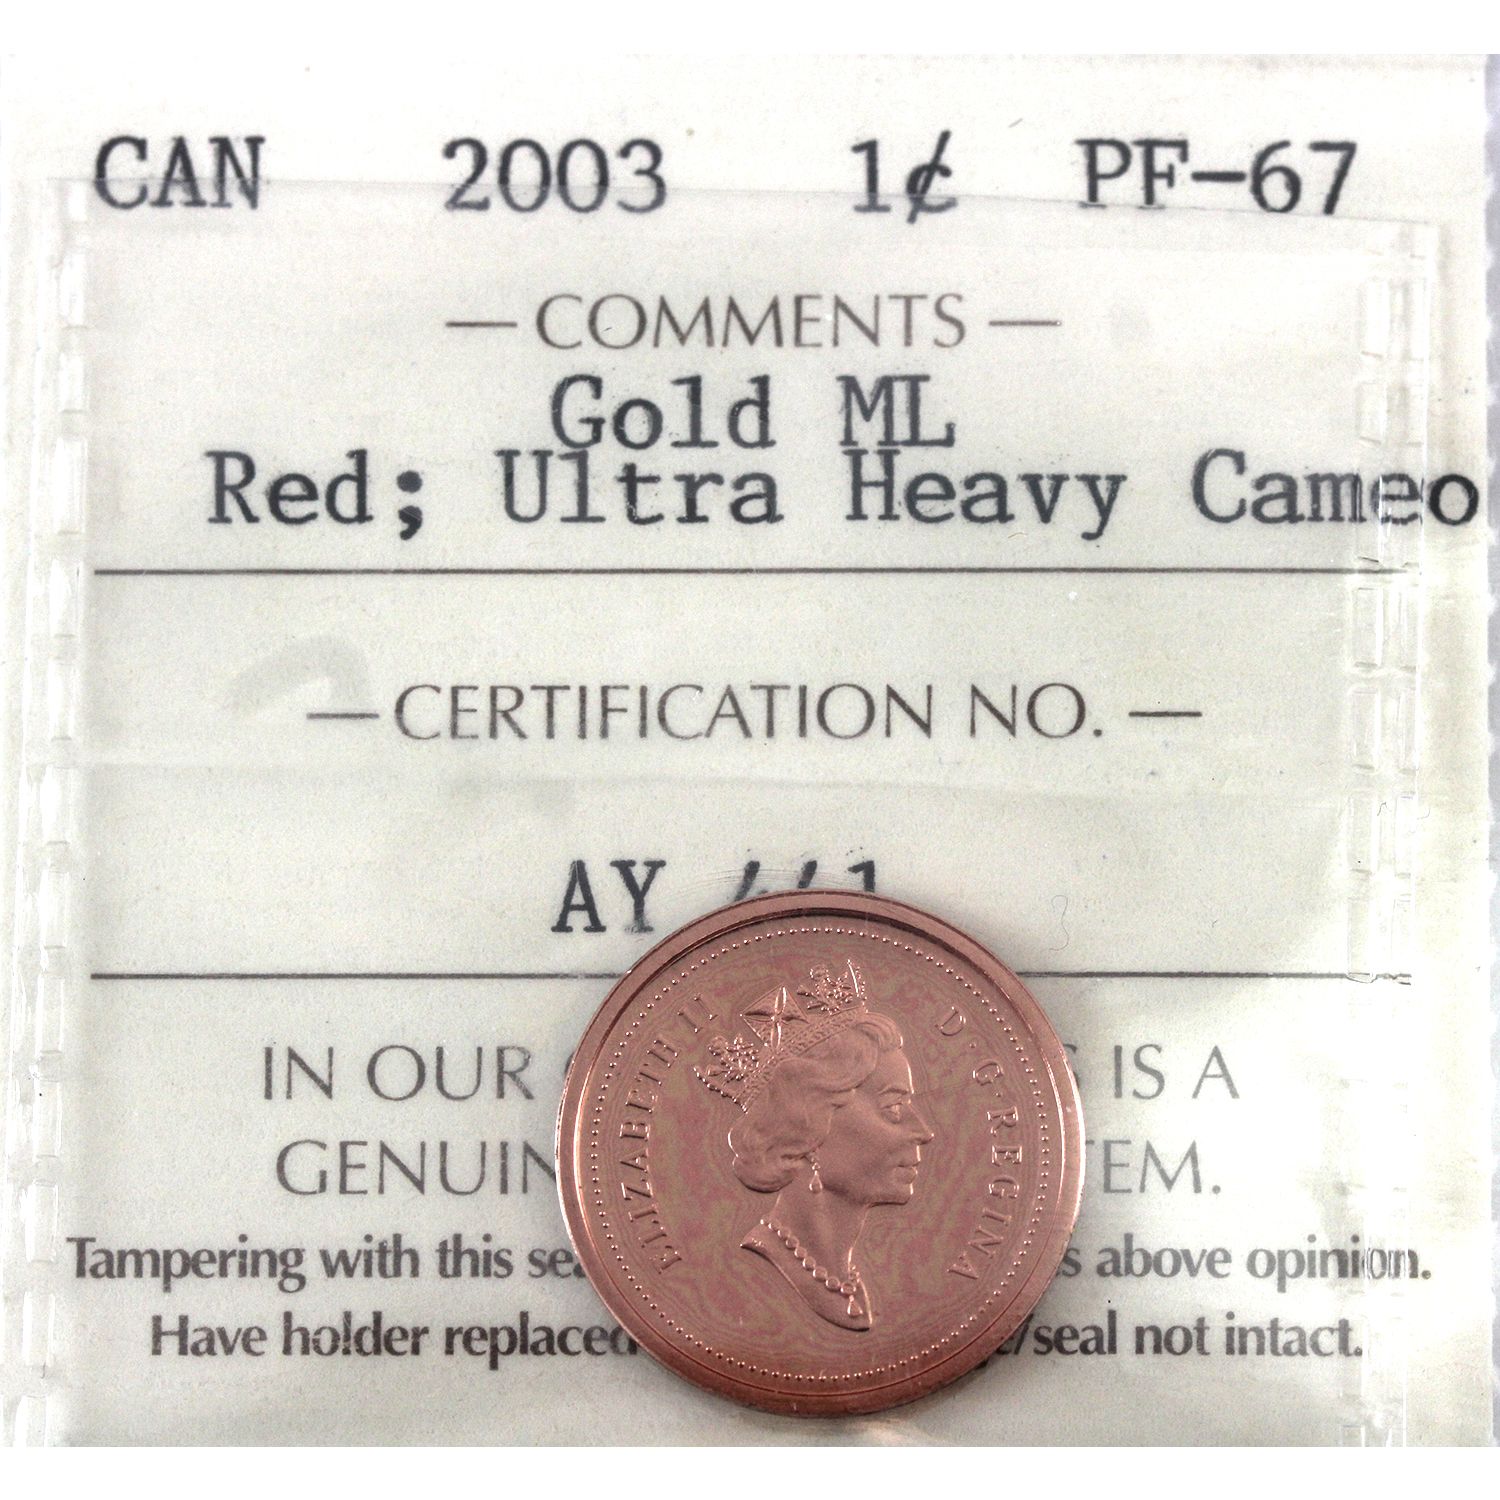 CAN 2003 1¢ PF-67
— COMMENTS —
Gold ML
Red; Ultra Heavy Cameo
— CERTIFICATION NO. —
AY
IN OUR IS A
GENUIN TEM.
Tampering with this sea s above opinion.
Have holder replaced /seal not intact.
ELIZABETH II D·G·REGINA